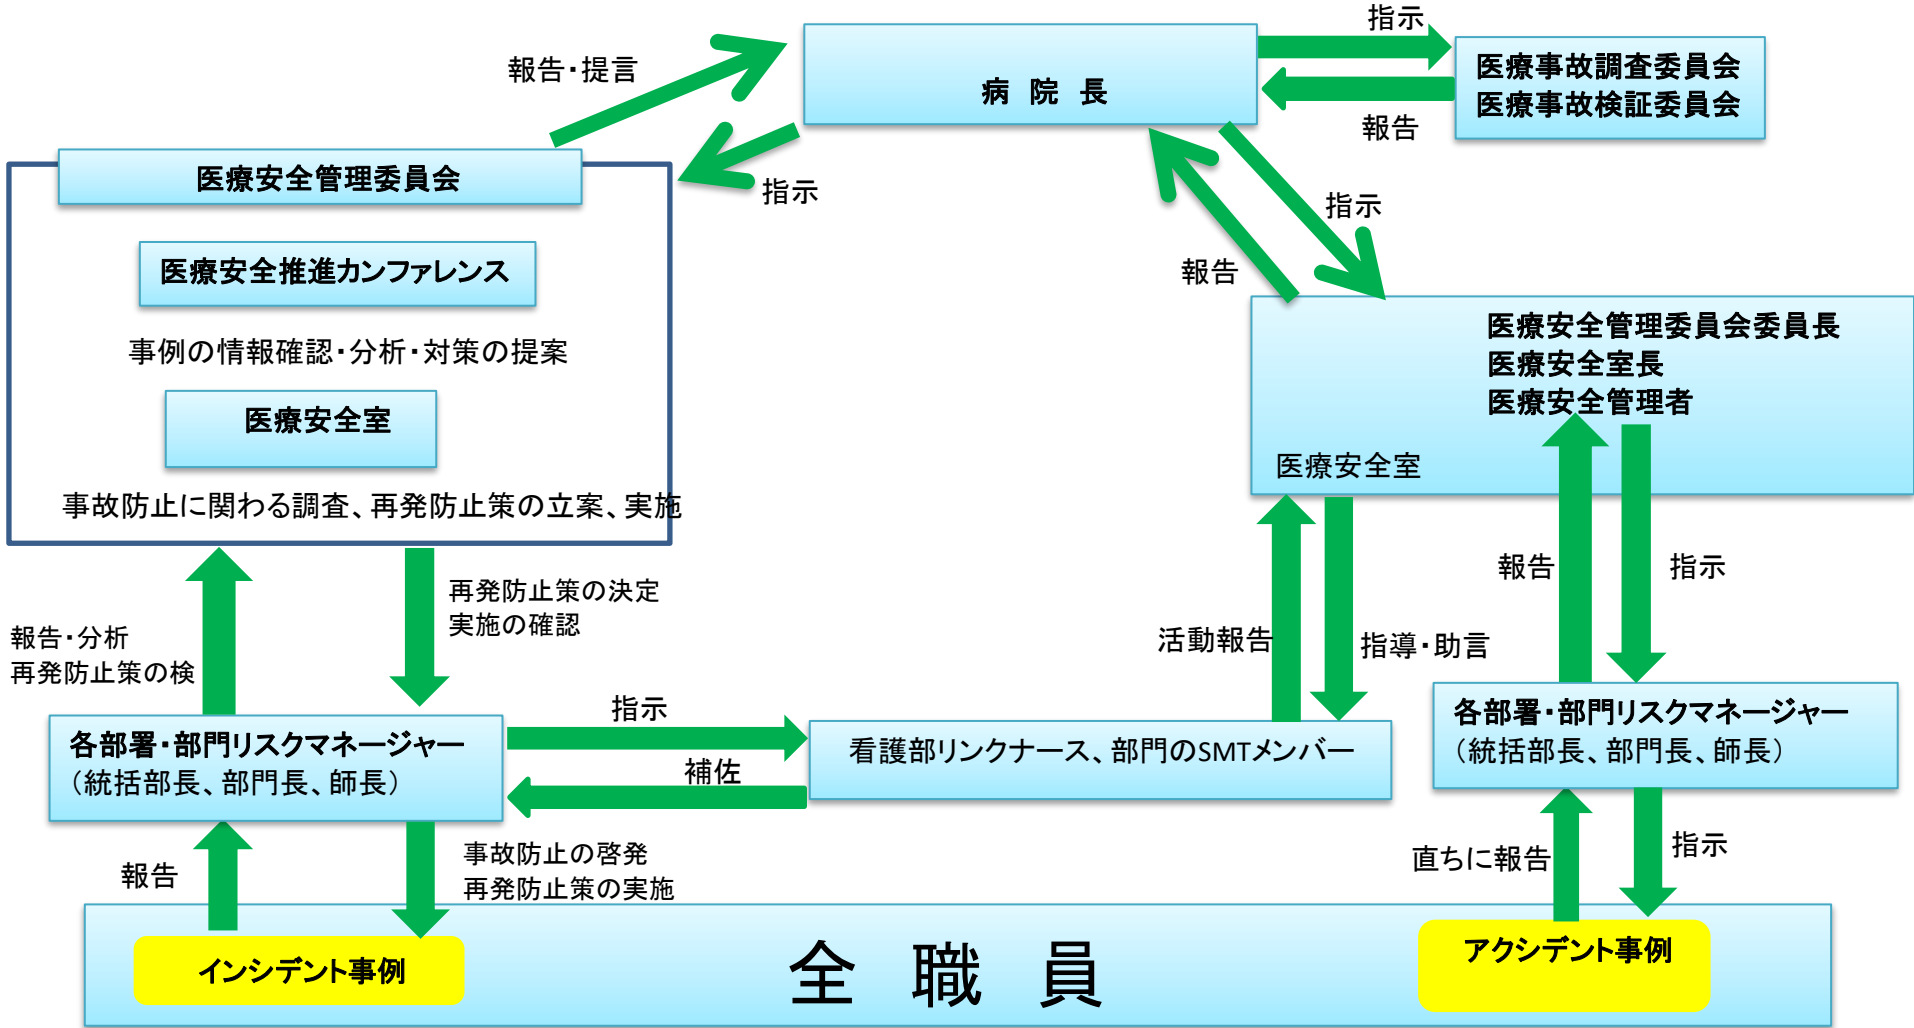 指示
報告・提言
病 院 長
医療事故調査委員会
医療事故検証委員会
報告
医療安全管理委員会
指示
指示
報告
医療安全推進カンファレンス
事例の情報確認・分析・対策の提案
医療安全室
事故防止に関わる調査、再発防止策の立案、実施
医療安全管理委員会委員長
医療安全室長
医療安全管理者
医療安全室
再発防止策の決定
実施の確認
報告・分析
再発防止策の検
活動報告
指導・助言
報告
指示
各部署・部門リスクマネージャー
（統括部長、部門長、師長）
指示
補佐
看護部リンクナース、部門のSMTメンバー
各部署・部門リスクマネージャー
（統括部長、部門長、師長）
報告
事故防止の啓発
再発防止策の実施
直ちに報告
指示
インシデント事例
全 職 員
アクシデント事例